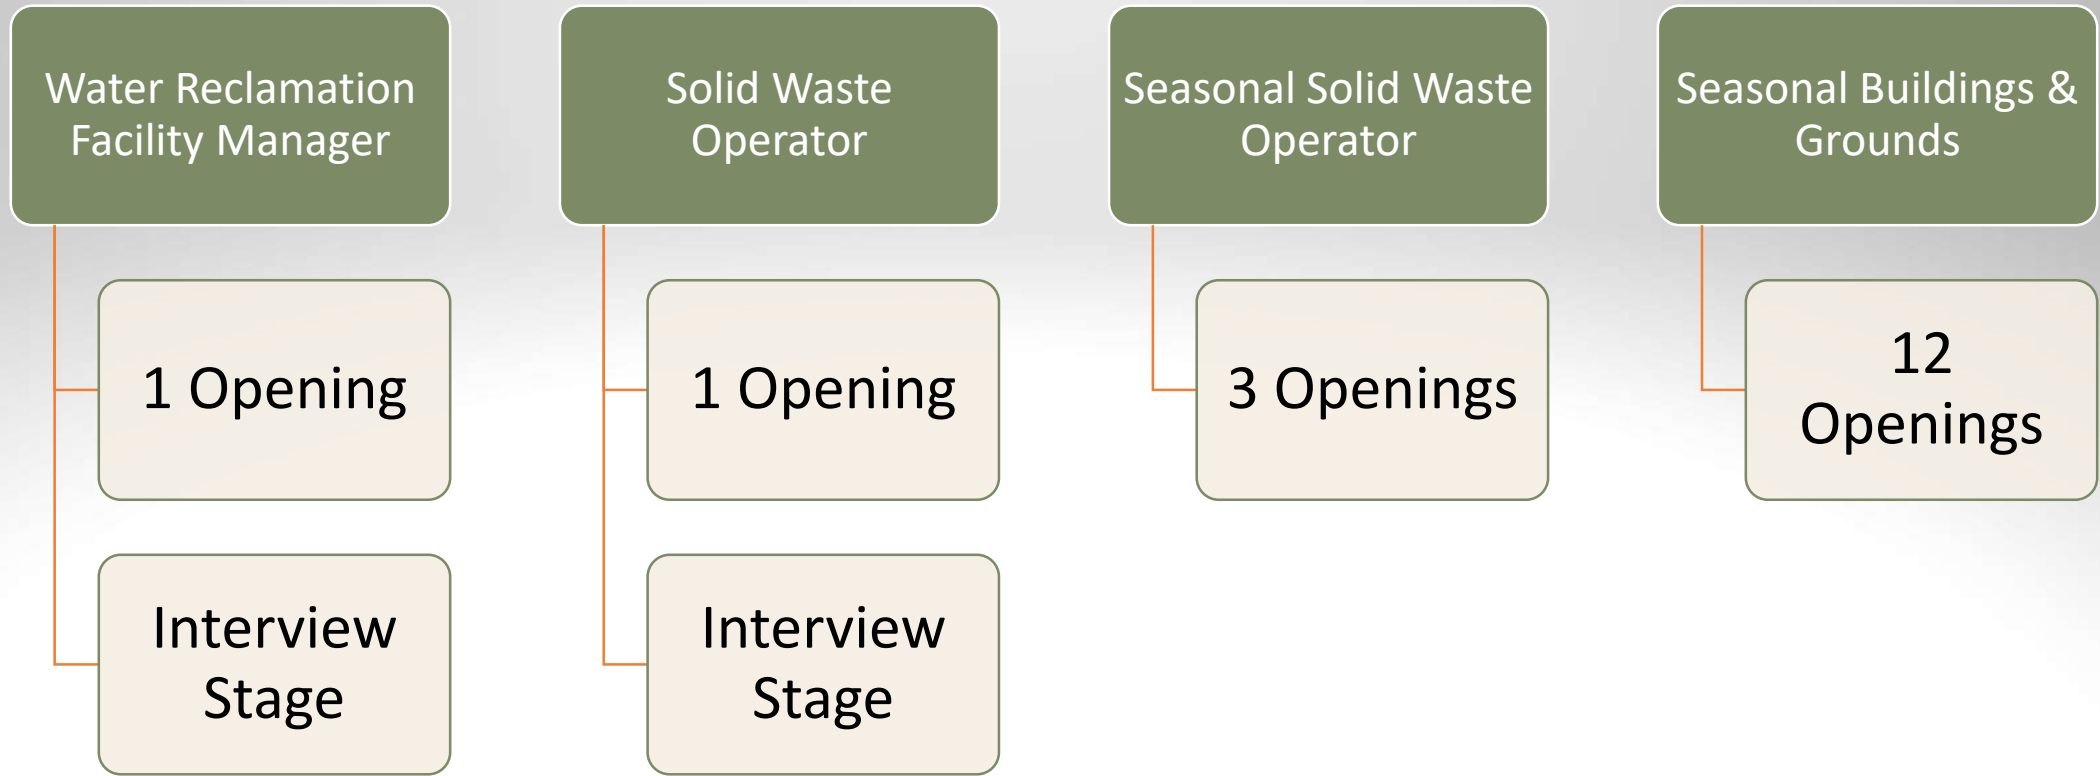 Water Reclamation
Facility Manager
1 Opening
Interview
Stage
Solid Waste
Operator
1 Opening
Interview
Stage
Seasonal Solid Waste
Operator
3 Openings
Seasonal Buildings &
Grounds
12
Openings